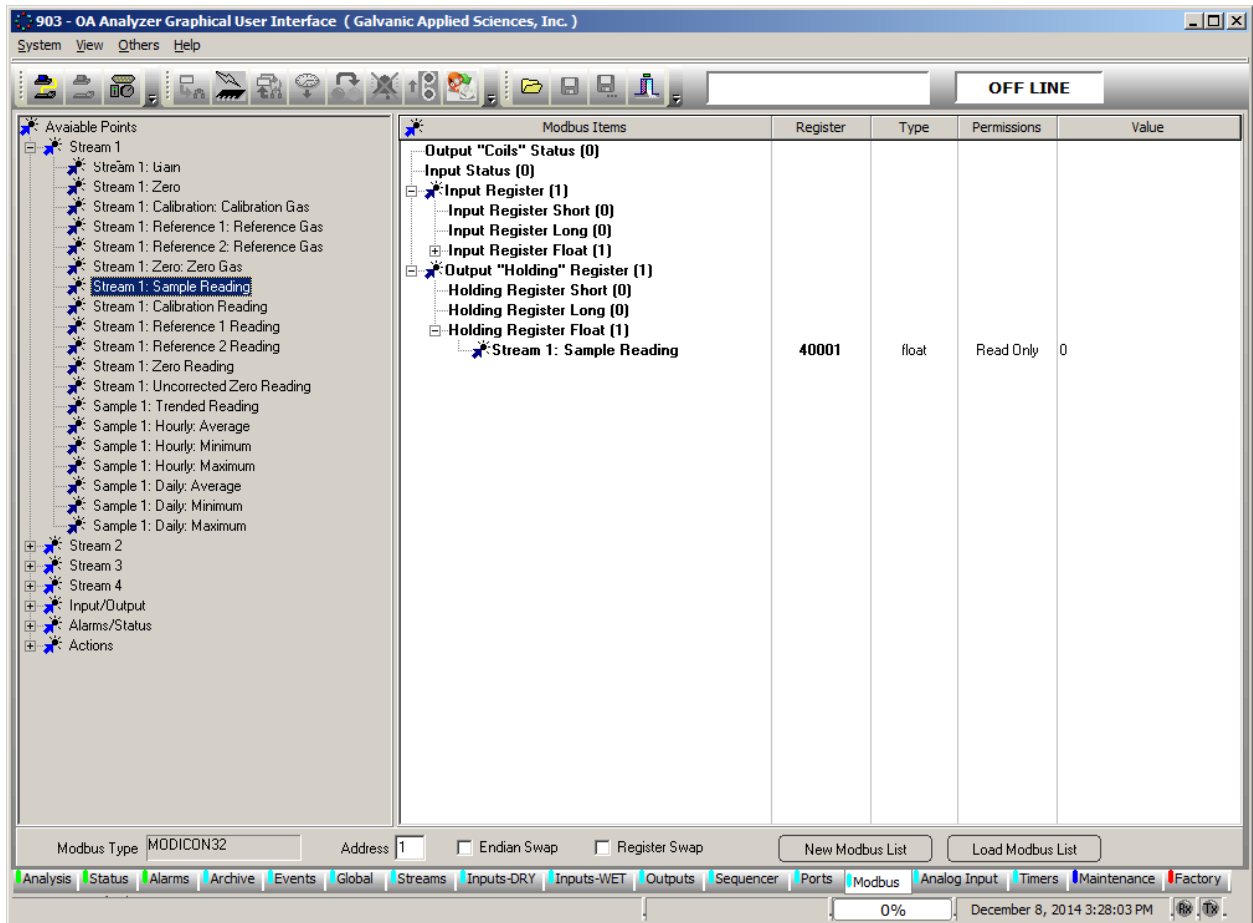 903 - OA Analyzer Graphical User Interface ( Galvanic Applied Sciences, Inc. )
System View Others Help
OFF LINE
Avaiable Points
Stream 1
Stream 1: Gain
Stream 1: Zero
Stream 1: Calibration: Calibration Gas
Stream 1: Reference 1: Reference Gas
Stream 1: Reference 2: Reference Gas
Stream 1: Zero: Zero Gas
Stream 1: Sample Reading
Stream 1: Calibration Reading
Stream 1: Reference 1 Reading
Stream 1: Reference 2 Reading
Stream 1: Zero Reading
Stream 1: Uncorrected Zero Reading
Sample 1: Trended Reading
Sample 1: Hourly: Average
Sample 1: Hourly: Minimum
Sample 1: Hourly: Maximum
Sample 1: Daily: Average
Sample 1: Daily: Minimum
Sample 1: Daily: Maximum
Stream 2
Stream 3
Stream 4
Input/Output
Alarms/Status
Actions
Modbus Items Register Type Permissions Value
Output "Coils" Status (0)
Input Status (0)
Input Register (1)
Input Register Short (0)
Input Register Long (0)
Input Register Float (1)
Output "Holding" Register (1)
Holding Register Short (0)
Holding Register Long (0)
Holding Register Float (1)
Stream 1: Sample Reading 40001 float Read Only 0
Modbus Type MODICON32 Address 1 Endian Swap Register Swap New Modbus List Load Modbus List
Analysis Status Alarms Archive Events Global Streams Inputs-DRY Inputs-WET Outputs Sequencer Ports Modbus Analog Input Timers Maintenance Factory
0% December 8, 2014 3:28:03 PM Rx Tx